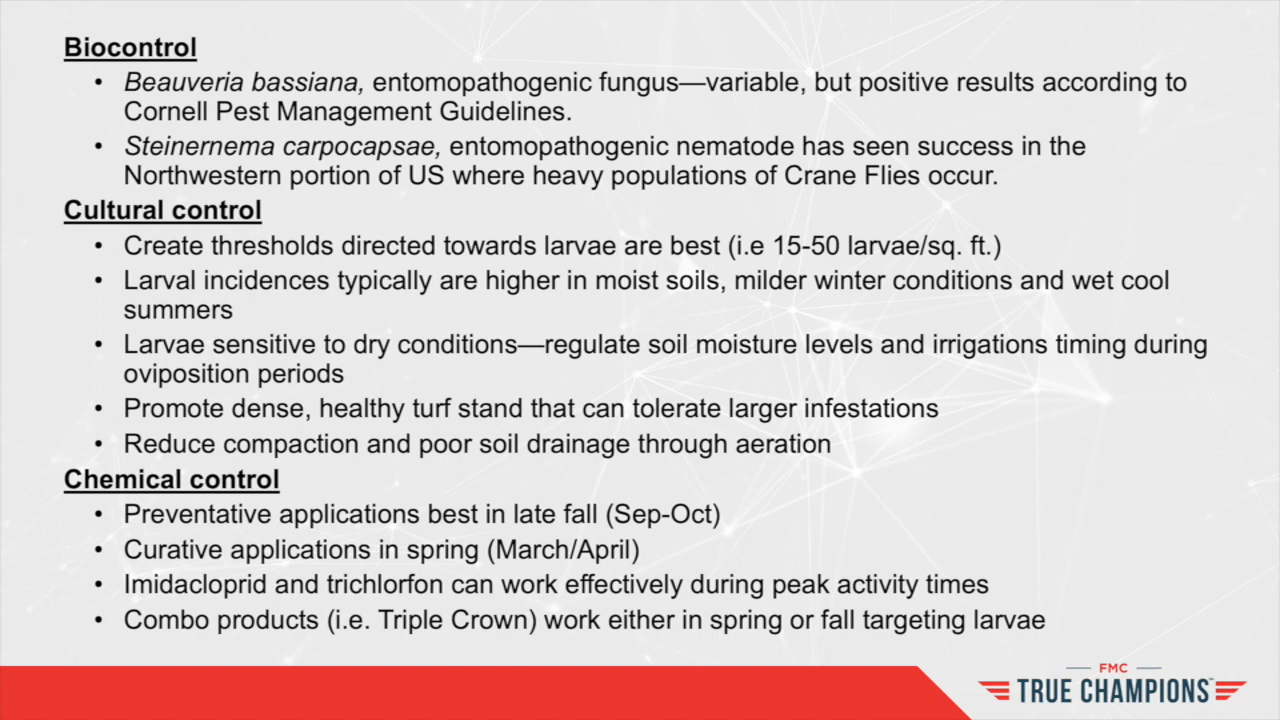 Biocontrol
• Beauveria bassiana, entomopathogenic fungus—variable, but positive results according to
Cornell Pest Management Guidelines.
• Steinernema carpocapsae, entomopathogenic nematode has seen success in the
Northwestern portion of US where heavy populations of Crane Flies occur.
Cultural control
• Create thresholds directed towards larvae are best (i.e 15-50 larvae/sq. ft.)
• Larval incidences typically are higher in moist soils, milder winter conditions and wet cool
summers
• Larvae sensitive to dry conditions—regulate soil moisture levels and irrigations timing during
oviposition periods
• Promote dense, healthy turf stand that can tolerate larger infestations
• Reduce compaction and poor soil drainage through aeration
Chemical control
• Preventative applications best in late fall (Sep-Oct)
• Curative applications in spring (March/April)
• Imidacloprid and trichlorfon can work effectively during peak activity times
• Combo products (i.e. Triple Crown) work either in spring or fall targeting larvae
FMC
TRUE CHAMPIONS™